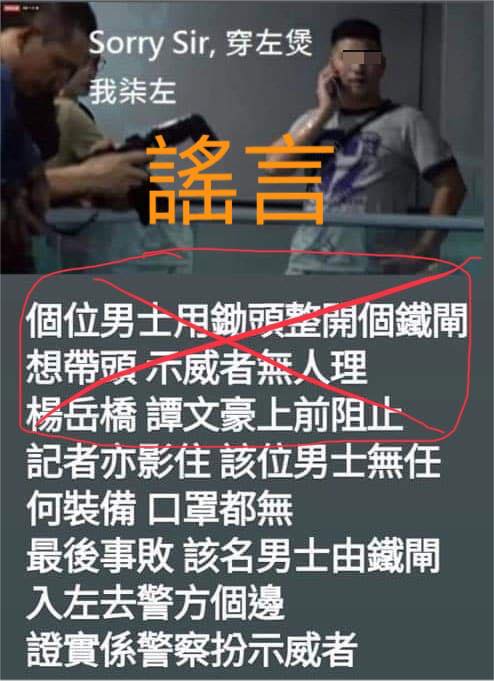 Sorry Sir, 穿左煲
我柒左
謠言
個位男士用鋤頭整開個鐵閘
想帶頭 示威者無人理
楊岳橋 譚文豪上前阻止
記者亦影住 該位男士無任
何裝備 口罩都無
最後事敗 該名男士由鐵閘
入左去警方個邊
證實係警察扮示威者